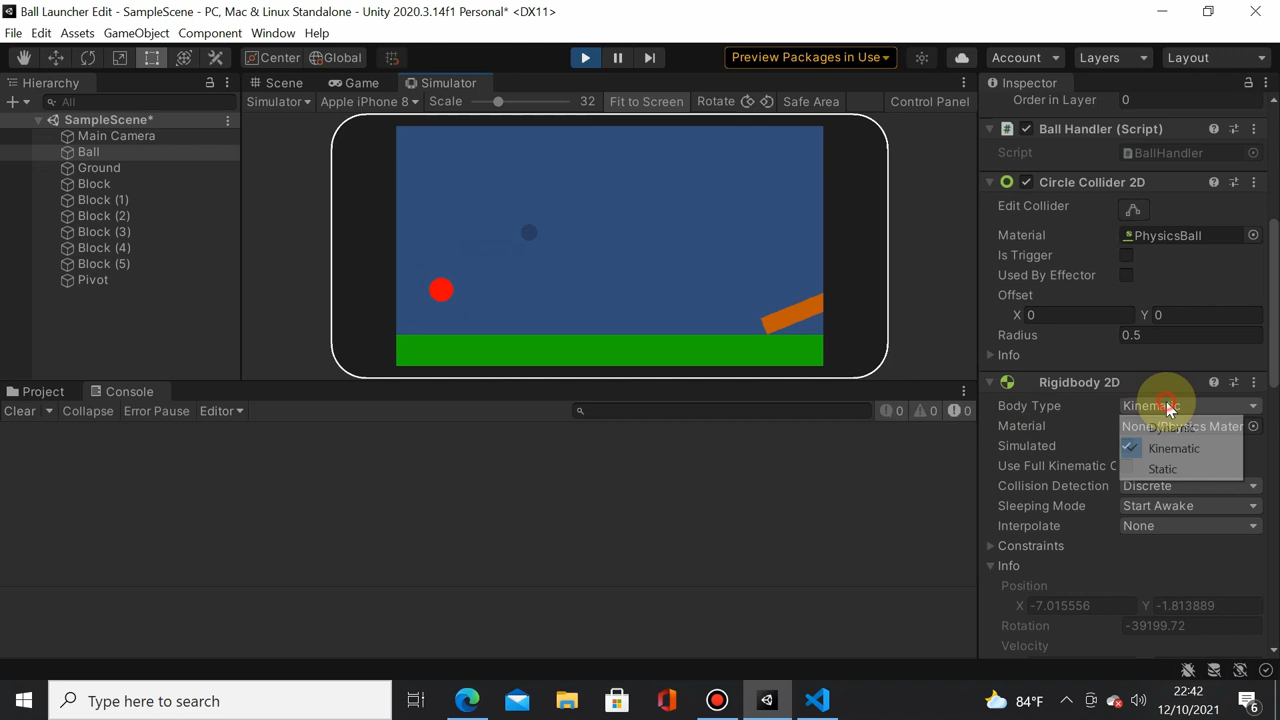 Ball Launcher Edit - SampleScene - PC, Mac & Linux Standalone - Unity 2020.3.14f1 Personal* <DX11>
File Edit Assets GameObject Component Window Help
Center Global Preview Packages in Use Account Layers Layout
Hierarchy Scene Game Simulator Inspector
All Simulator Apple iPhone 8 Scale 32 Fit to Screen Rotate Safe Area Control Panel Order in Layer 0
SampleScene*
Main Camera
Ball
Ground
Block
Block (1)
Block (2)
Block (3)
Block (4)
Block (5)
Pivot
Ball Handler (Script)
Script BallHandler
Circle Collider 2D
Edit Collider
Material PhysicsBall
Is Trigger
Used By Effector
Offset
X 0 Y 0
Radius 0.5
Info
Rigidbody 2D
Body Type Kinematic
Material None (Physics Mater
Dynamic
Simulated Kinematic
Use Full Kinematic C Static
Collision Detection Discrete
Sleeping Mode Start Awake
Interpolate None
Constraints
Info
Position
X -7.015556 Y -1.813889
Rotation -39199.72
Velocity
Project Console
Clear Collapse Error Pause Editor 0 0 0
Type here to search
84°F 22:42
12/10/2021 6